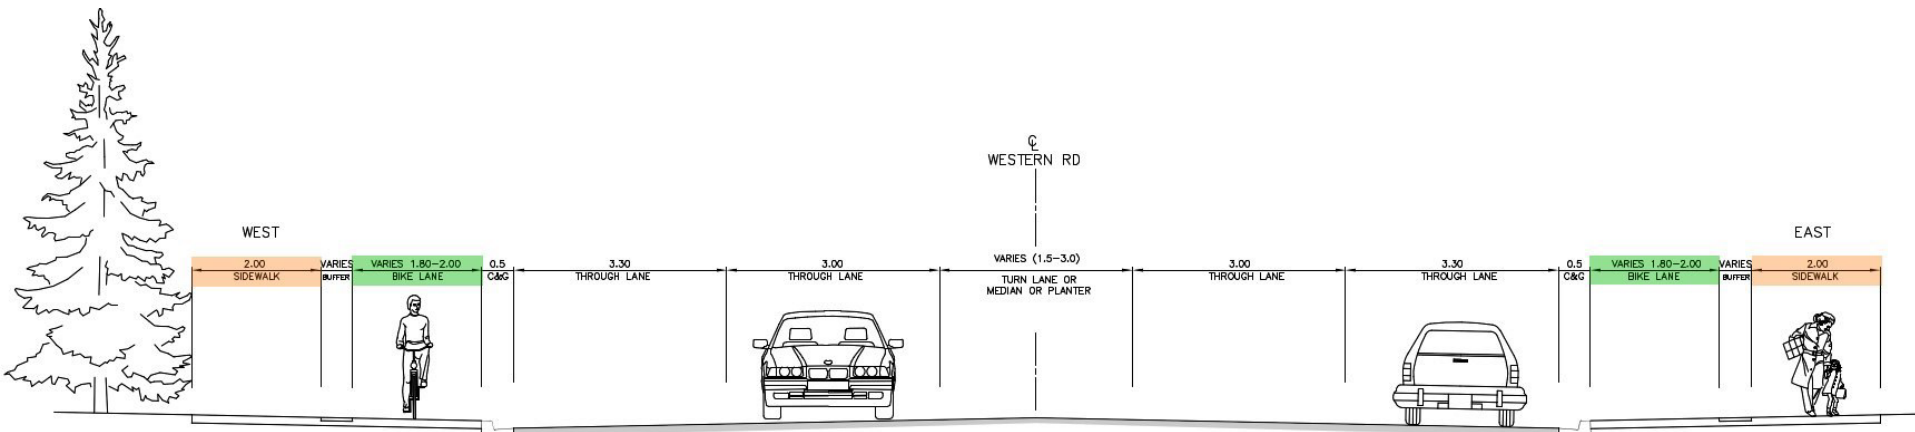 ℄
WESTERN RD
WEST
EAST
2.00
SIDEWALK
VARIES
BUFFER
VARIES 1.80-2.00
BIKE LANE
0.5
C&G
3.30
THROUGH LANE
3.00
THROUGH LANE
VARIES (1.5-3.0)
TURN LANE OR
MEDIAN OR PLANTER
3.00
THROUGH LANE
3.30
THROUGH LANE
0.5
C&G
VARIES 1.80-2.00
BIKE LANE
VARIES
BUFFER
2.00
SIDEWALK